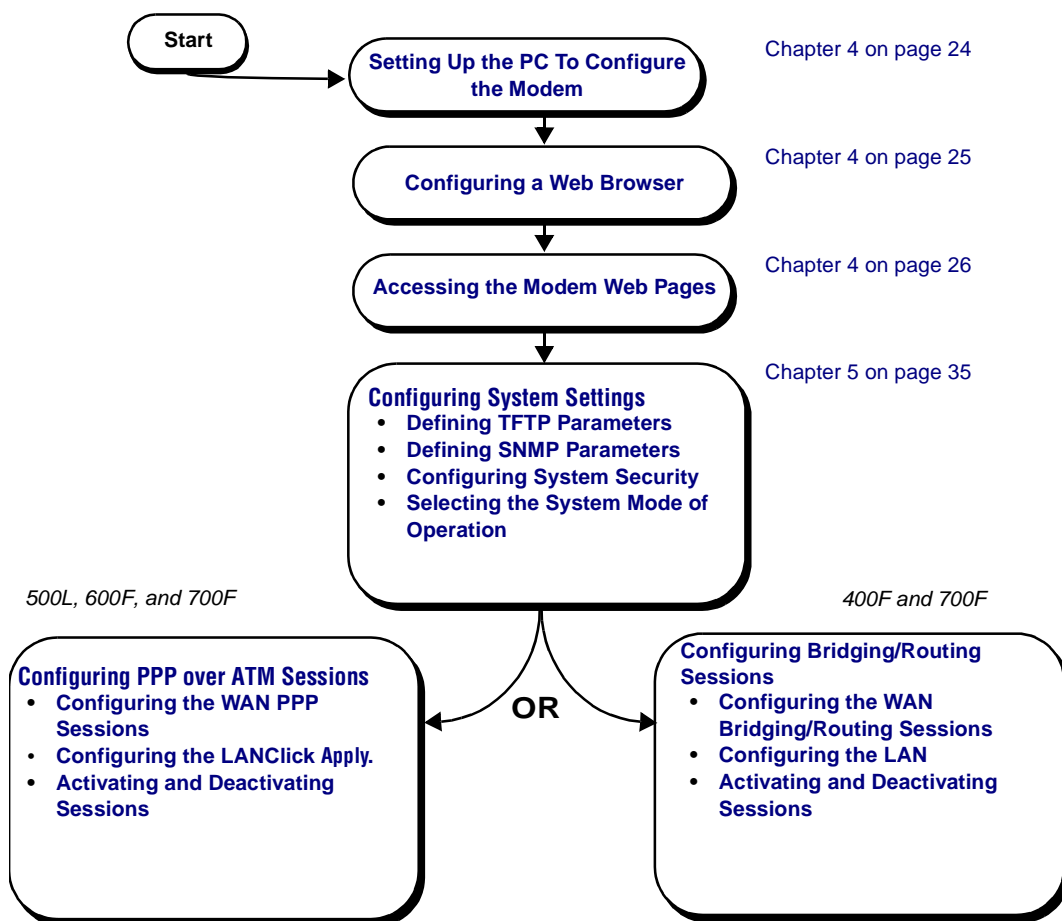 Start
Setting Up the PC To Configure
the Modem
Chapter 4 on page 24
Configuring a Web Browser
Chapter 4 on page 25
Accessing the Modem Web Pages
Chapter 4 on page 26
Chapter 5 on page 35
Configuring System Settings
• Defining TFTP Parameters
• Defining SNMP Parameters
• Configuring System Security
• Selecting the System Mode of
Operation
500L, 600F, and 700F
Configuring PPP over ATM Sessions
• Configuring the WAN PPP
Sessions
• Configuring the LANClick Apply.
• Activating and Deactivating
Sessions
OR
400F and 700F
Configuring Bridging/Routing
Sessions
• Configuring the WAN
Bridging/Routing Sessions
• Configuring the LAN
• Activating and Deactivating
Sessions